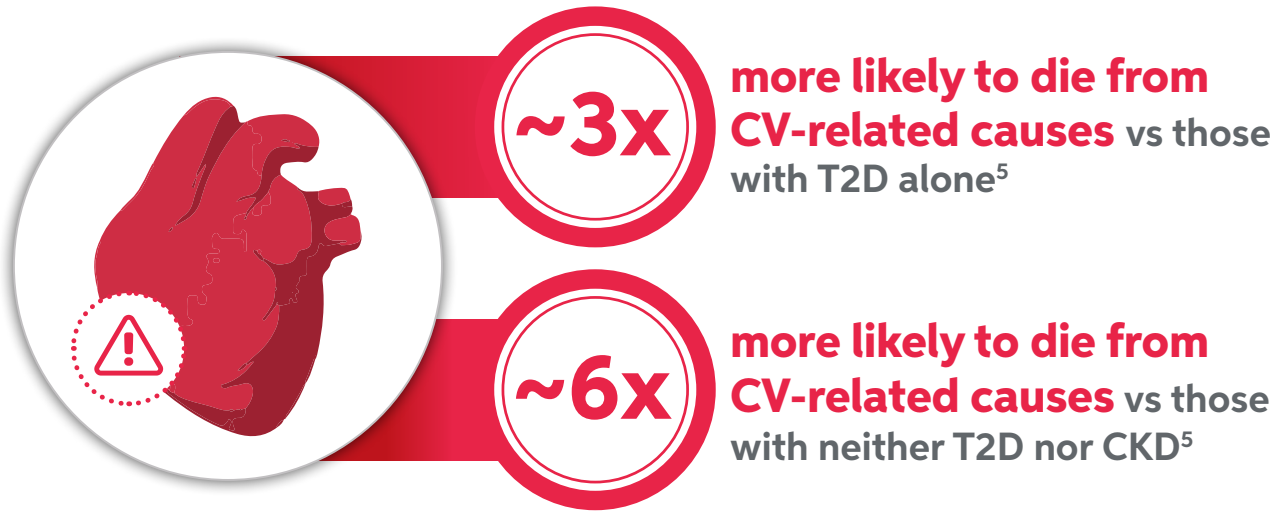 ~3x
more likely to die from
CV-related causes vs those
with T2D alone⁵
~6x
more likely to die from
CV-related causes vs those
with neither T2D nor CKD⁵